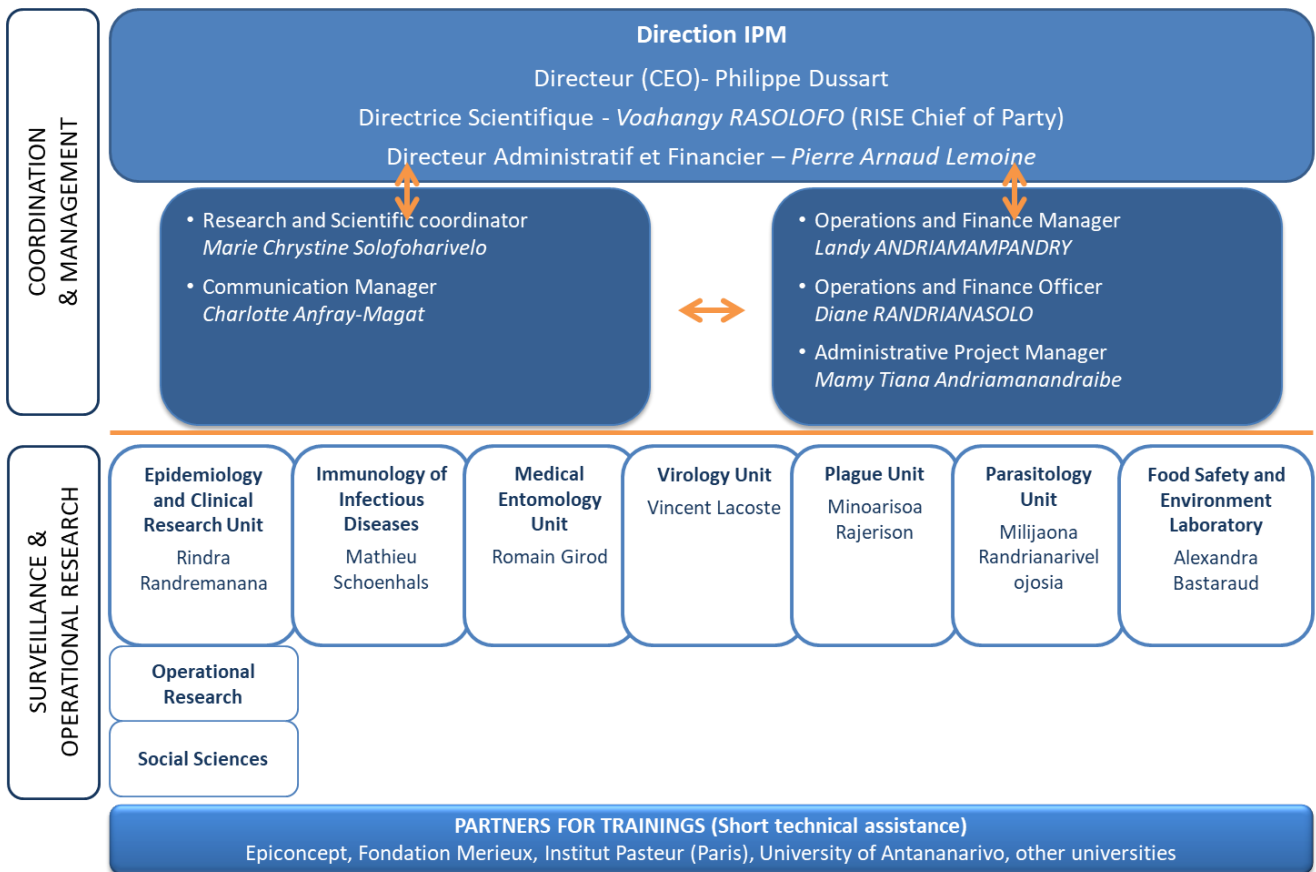 COORDINATION
& MANAGEMENT
Direction IPM
Directeur (CEO)- Philippe Dussart
Directrice Scientifique - Voahangy RASOLOFO (RISE Chief of Party)
Directeur Administratif et Financier – Pierre Arnaud Lemoine
• Research and Scientific coordinator
Marie Chrystine Solofoharivelo
• Communication Manager
Charlotte Anfray-Magat
• Operations and Finance Manager
Landy ANDRIAMAMPANDRY
• Operations and Finance Officer
Diane RANDRIANASOLO
• Administrative Project Manager
Mamy Tiana Andriamanandraibe
SURVEILLANCE &
OPERATIONAL RESEARCH
Epidemiology
and Clinical
Research Unit
Rindra
Randremanana
Immunology of
Infectious
Diseases
Mathieu
Schoenhals
Medical
Entomology
Unit
Romain Girod
Virology Unit
Vincent Lacoste
Plague Unit
Minoarisoa
Rajerison
Parasitology
Unit
Milijaona
Randrianarivel
ojosia
Food Safety and
Environment
Laboratory
Alexandra
Bastaraud
Operational
Research
Social Sciences
PARTNERS FOR TRAININGS (Short technical assistance)
Epiconcept, Fondation Merieux, Institut Pasteur (Paris), University of Antananarivo, other universities